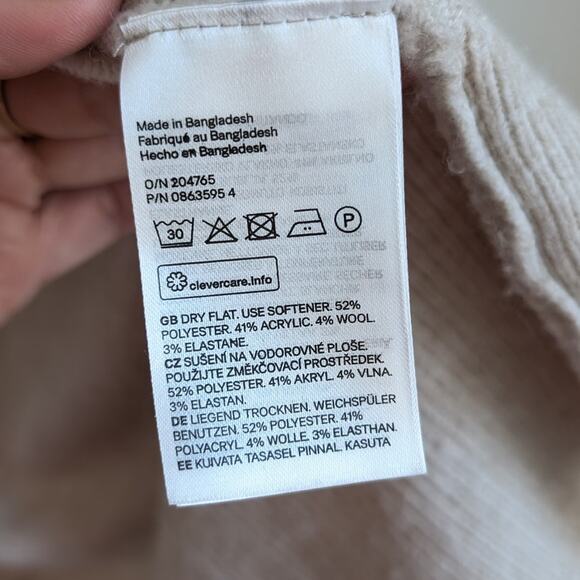 Made in Bangladesh
Fabriqué au Bangladesh
Hecho en Bangladesh
O/N 204765
P/N 0863595 4
30
P
clevercare.info
GB DRY FLAT. USE SOFTENER. 52%
POLYESTER. 41% ACRYLIC. 4% WOOL.
3% ELASTANE.
CZ SUŠENÍ NA VODOROVNÉ PLOŠE.
POUŽIJTE ZMĚKČOVACÍ PROSTŘEDEK.
52% POLYESTER. 41% AKRYL. 4% VLNA.
3% ELASTAN.
DE LIEGEND TROCKNEN. WEICHSPÜLER
BENUTZEN. 52% POLYESTER. 41%
POLYACRYL. 4% WOLLE. 3% ELASTHAN.
EE KUIVATA TASASEL PINNAL. KASUTA